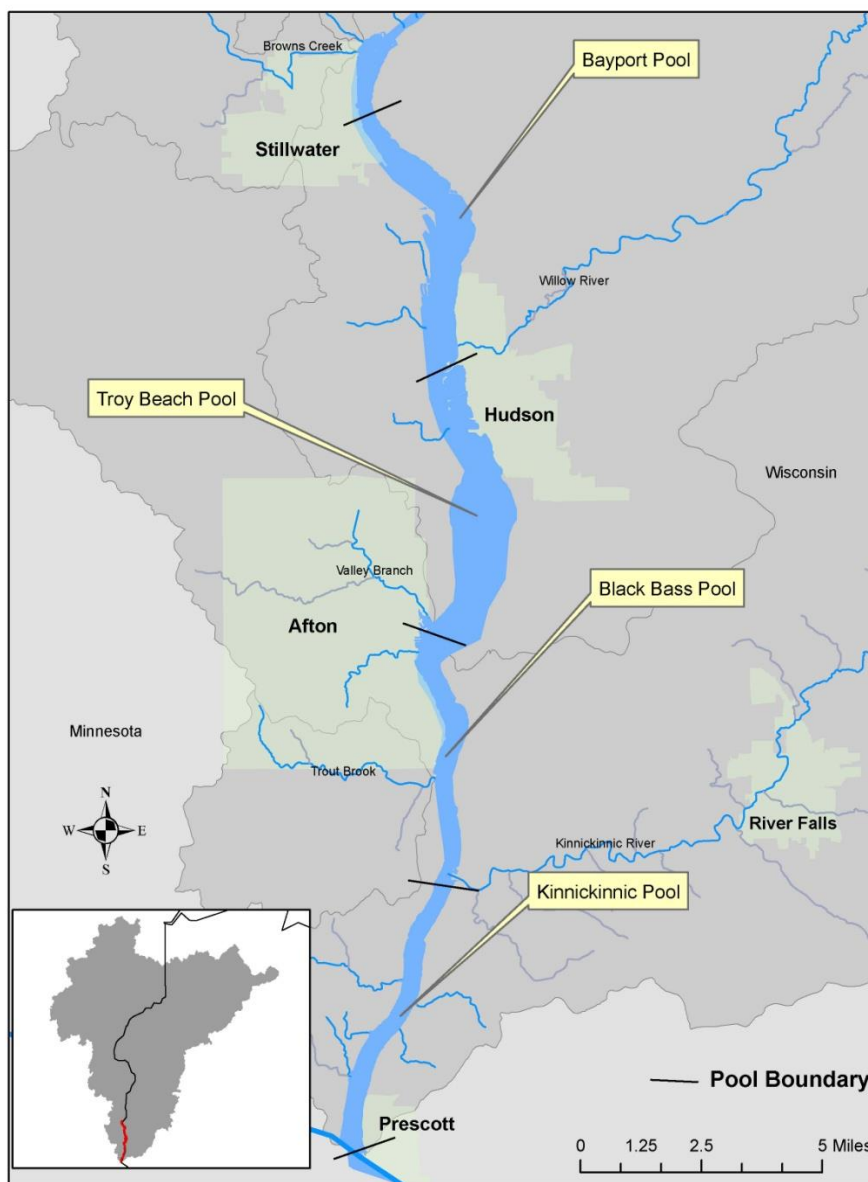 Browns Creek
Bayport Pool
Stillwater
Willow River
Troy Beach Pool
Hudson
Wisconsin
Valley Branch
Black Bass Pool
Afton
Minnesota
Trout Brook
N
W E
S
River Falls
Kinnickinnic River
Kinnickinnic Pool
Pool Boundary
Prescott
0 1.25 2.5 5 Miles